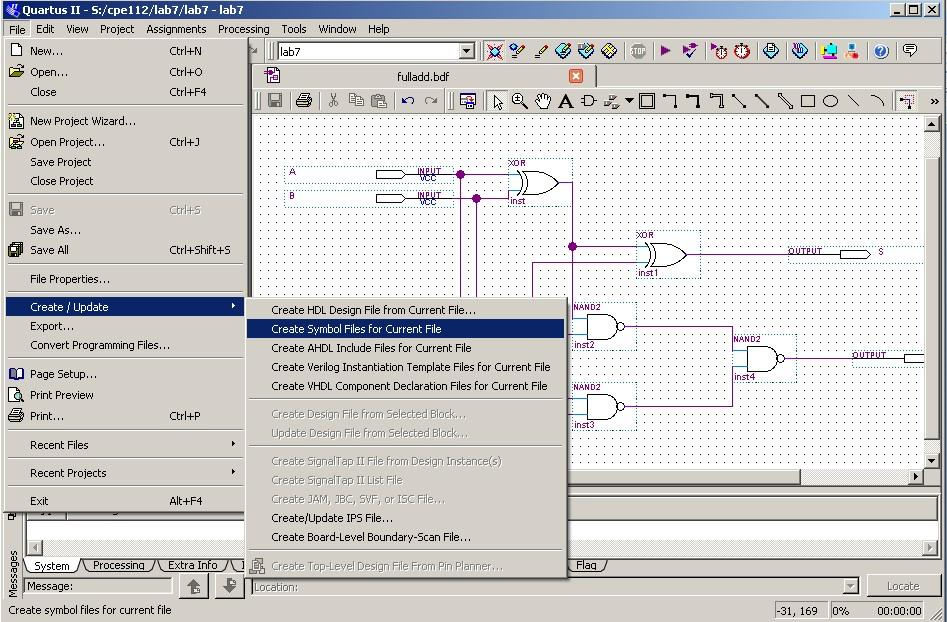 Quartus II - S:/cpe112/lab7/lab7 - lab7
File Edit View Project Assignments Processing Tools Window Help
New... Ctrl+N
Open... Ctrl+O
Close Ctrl+F4
New Project Wizard...
Open Project... Ctrl+J
Save Project
Close Project
Save Ctrl+S
Save As...
Save All Ctrl+Shift+S
File Properties...
Create / Update
Export...
Convert Programming Files...
Page Setup...
Print Preview
Print... Ctrl+P
Recent Files
Recent Projects
Exit Alt+F4
Create HDL Design File from Current File...
Create Symbol Files for Current File
Create AHDL Include Files for Current File
Create Verilog Instantiation Template Files for Current File
Create VHDL Component Declaration Files for Current File
Create Design File from Selected Block...
Update Design File from Selected Block...
Create SignalTap II File from Design Instance(s)
Create SignalTap II List File
Create JAM, JBC, SVF, or ISC File...
Create/Update IPS File...
Create Board-Level Boundary-Scan File...
Create Top-Level Design File From Pin Planner...
lab7
STOP
fulladd.bdf
A
»
A INPUT
VCC
B INPUT
VCC
XOR
inst
XOR
inst1
OUTPUT S
NAND2
inst2
NAND2
inst3
NAND2
inst4
OUTPUT
Messages
System Processing Extra Info Flag
Message: Location: Locate
Create symbol files for current file
-31, 169 0% 00:00:00